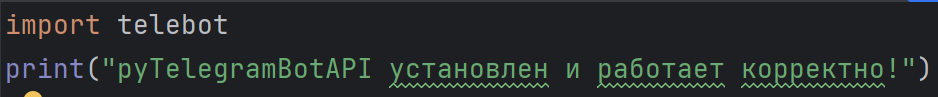 import telebot
print("pyTelegramBotAPI установлен и работает корректно!")